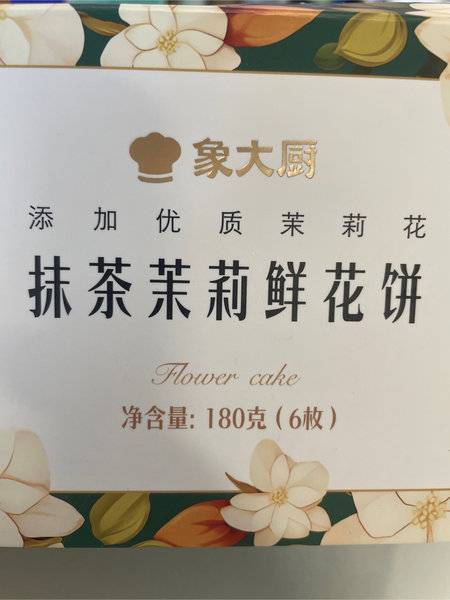 象大厨
添加优质茉莉花
抹茶茉莉鲜花饼
Flower cake
净含量: 180克(6枚)